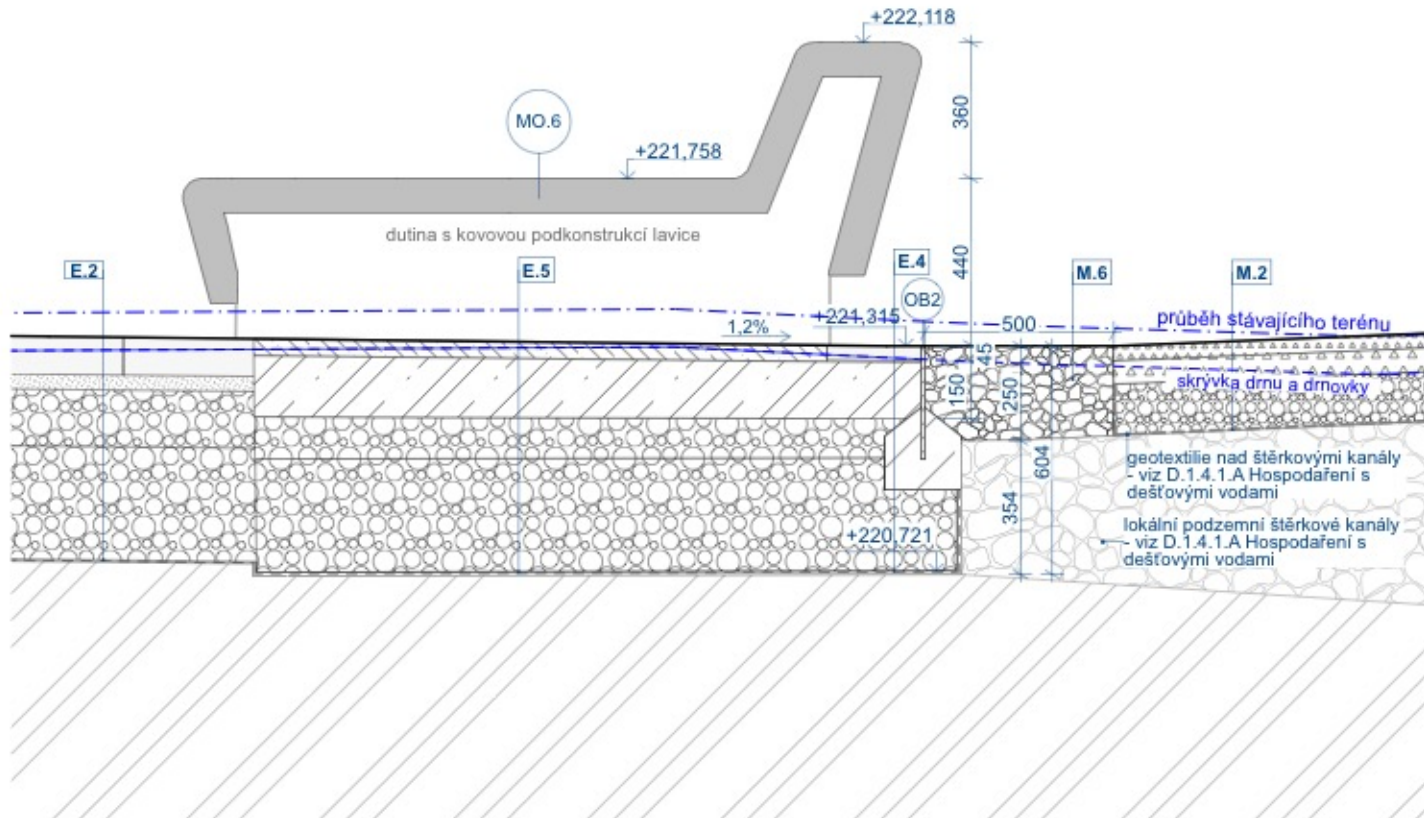 +222,118
360
MO.6
+221,758
dutina s kovovou podkonstrukcí lavice
440
E.2
E.5
E.4
M.6
M.2
OB2
1,2%
+221,315
500
průběh stávajícího terénu
45
150
250
skrývka drnu a drnovky
604
354
geotextilie nad štěrkovými kanály
- viz D.1.4.1.A Hospodaření s
dešťovými vodami
+220,721
lokální podzemní štěrkové kanály
- viz D.1.4.1.A Hospodaření s
dešťovými vodami